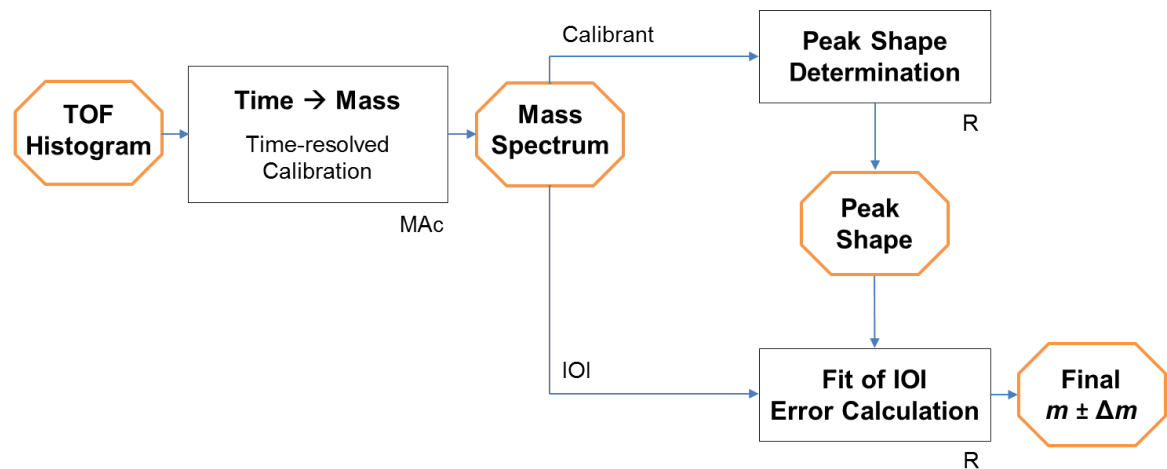 Calibrant
Peak Shape
Determination
R
TOF
Histogram
Time → Mass
Time-resolved
Calibration
MAc
Mass
Spectrum
Peak
Shape
IOI
Fit of IOI
Error Calculation
R
Final
m ± Δm